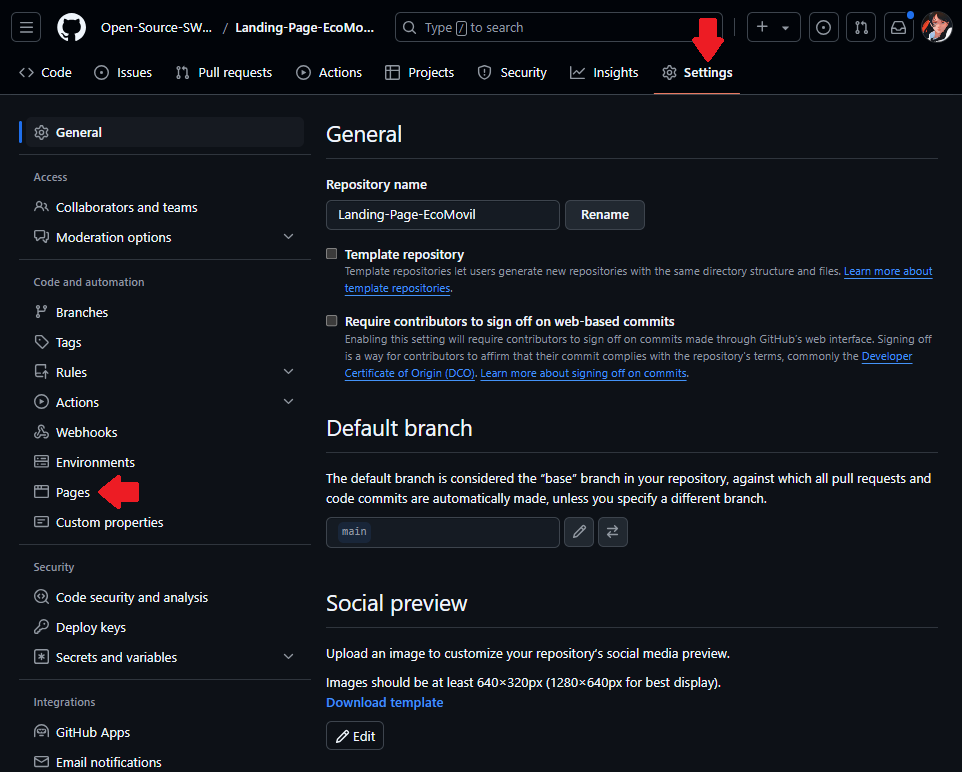 Open-Source-SW... / Landing-Page-EcoMo...
Type / to search
Code
Issues
Pull requests
Actions
Projects
Security
Insights
Settings
General
Access
Collaborators and teams
Moderation options
Code and automation
Branches
Tags
Rules
Actions
Webhooks
Environments
Pages
Custom properties
Security
Code security and analysis
Deploy keys
Secrets and variables
Integrations
GitHub Apps
Email notifications
General
Repository name
Landing-Page-EcoMovil
Rename
Template repository
Template repositories let users generate new repositories with the same directory structure and files. Learn more about
template repositories.
Require contributors to sign off on web-based commits
Enabling this setting will require contributors to sign off on commits made through GitHub's web interface. Signing off
is a way for contributors to affirm that their commit complies with the repository's terms, commonly the Developer
Certificate of Origin (DCO). Learn more about signing off on commits.
Default branch
The default branch is considered the “base” branch in your repository, against which all pull requests and
code commits are automatically made, unless you specify a different branch.
main
Social preview
Upload an image to customize your repository's social media preview.
Images should be at least 640×320px (1280×640px for best display).
Download template
Edit